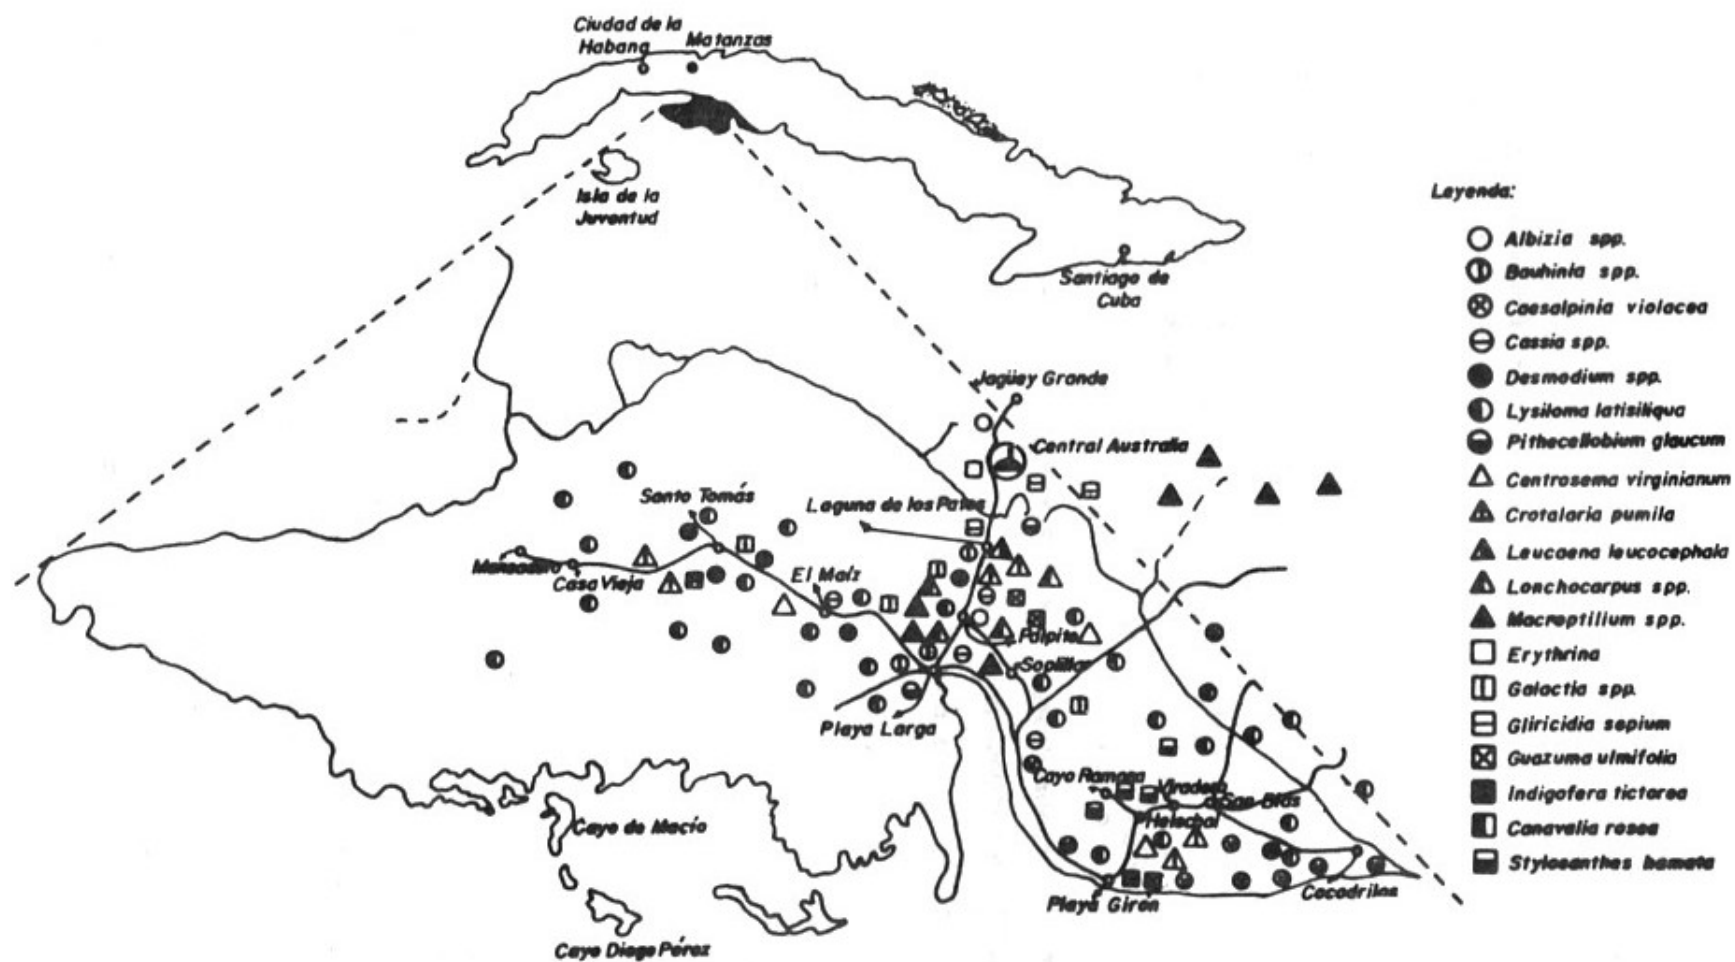 Ciudad de la
Habana
Matanzas
Isla de la
Juventud
Santiago de
Cuba
Jagüey Grande
Central Australia
Santo Tomás
Laguna de los Patos
Casa Vieja
El Maíz
Palpite
Soplillar
Playa Larga
Cayo Ramona
San Blas
Helechal
Playa Giron
Cocodrilos
Cayo de Macío
Cayo Diego Pérez
Leyenda:
Albizia spp.
Bauhinia spp.
Caesalpinia violacea
Cassia spp.
Desmodium spp.
Lysiloma latisiliqua
Pithecellobium glaucum
Centrosema virginianum
Crotalaria pumila
Leucaena leucocephala
Lonchocarpus spp.
Macroptilium spp.
Erythrina
Galactia spp.
Gliricidia sepium
Guazuma ulmifolia
Indigofera tictorea
Canavalia rosea
Stylosanthes hamata